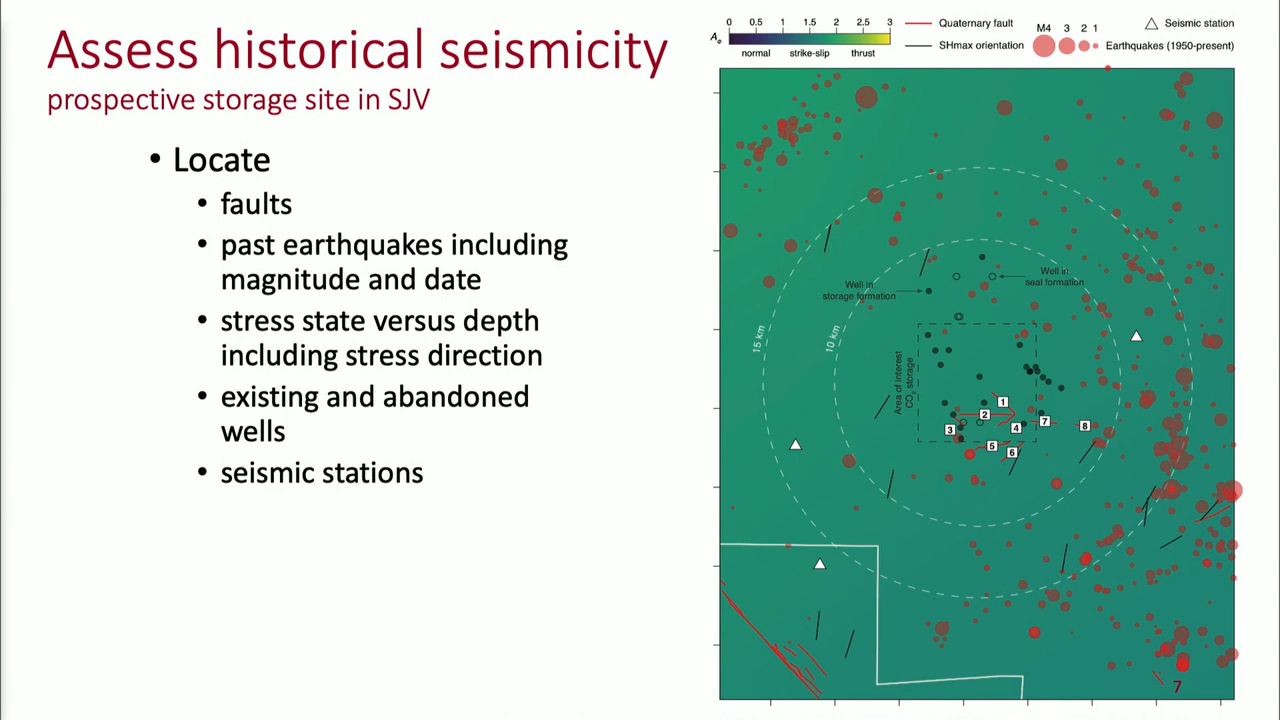 Assess historical seismicity
prospective storage site in SJV
• Locate
• faults
• past earthquakes including
magnitude and date
• stress state versus depth
including stress direction
• existing and abandoned
wells
• seismic stations
0 0.5 1 1.5 2 2.5 3
Aϕ
normal strike-slip thrust
Quaternary fault
SHmax orientation
M4 3 2 1
Earthquakes (1950-present)
Seismic station
Well in
storage formation
Well in
seal formation
15 km
10 km
Area of interest
CO2 storage
1
2
3
4
5
6
7
8
7